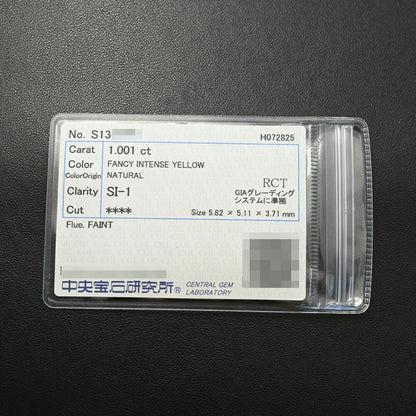 No. S13
H072825
Carat 1.001 ct
Color FANCY INTENSE YELLOW
ColorOrigin NATURAL
Clarity SI-1
RCT
GIAグレーディング
システムに準拠
Cut ****
Size 5.82 × 5.11 × 3.71 mm
Fluo. FAINT
中央宝石研究所®
CENTRAL GEM
LABORATORY